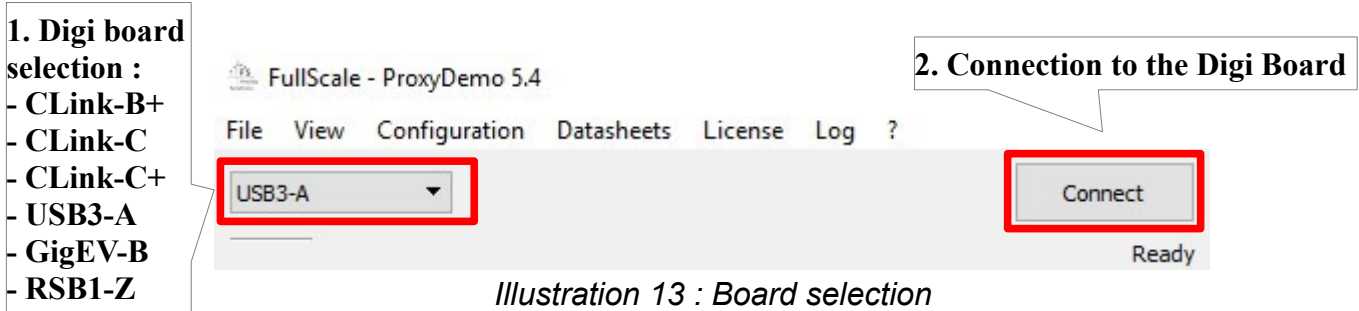 1. Digi board
selection :
- CLink-B+
- CLink-C
- CLink-C+
- USB3-A
- GigEV-B
- RSB1-Z
FullScale - ProxyDemo 5.4
2. Connection to the Digi Board
File View Configuration Datasheets License Log ?
USB3-A
Connect
Ready
Illustration 13 : Board selection